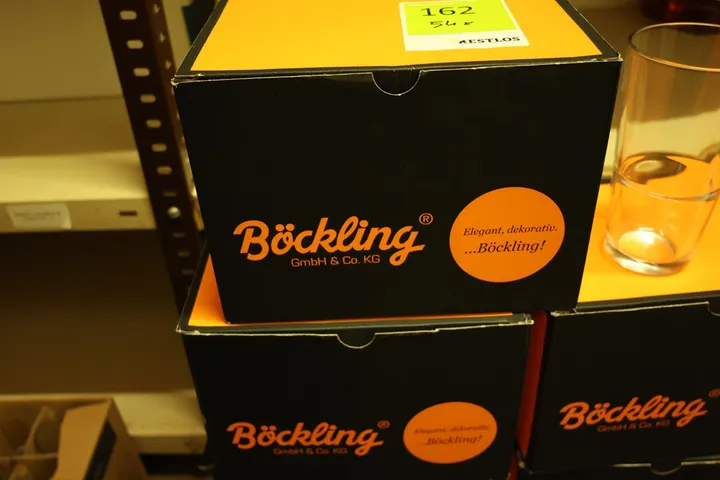 162
54x
RESTLOS
Böckling®
GmbH & Co. KG
Elegant, dekorativ.
...Böckling!
Böckling®
GmbH & Co. KG
Elegant, dekorativ.
...Böckling!
Böckling®
GmbH & Co. KG